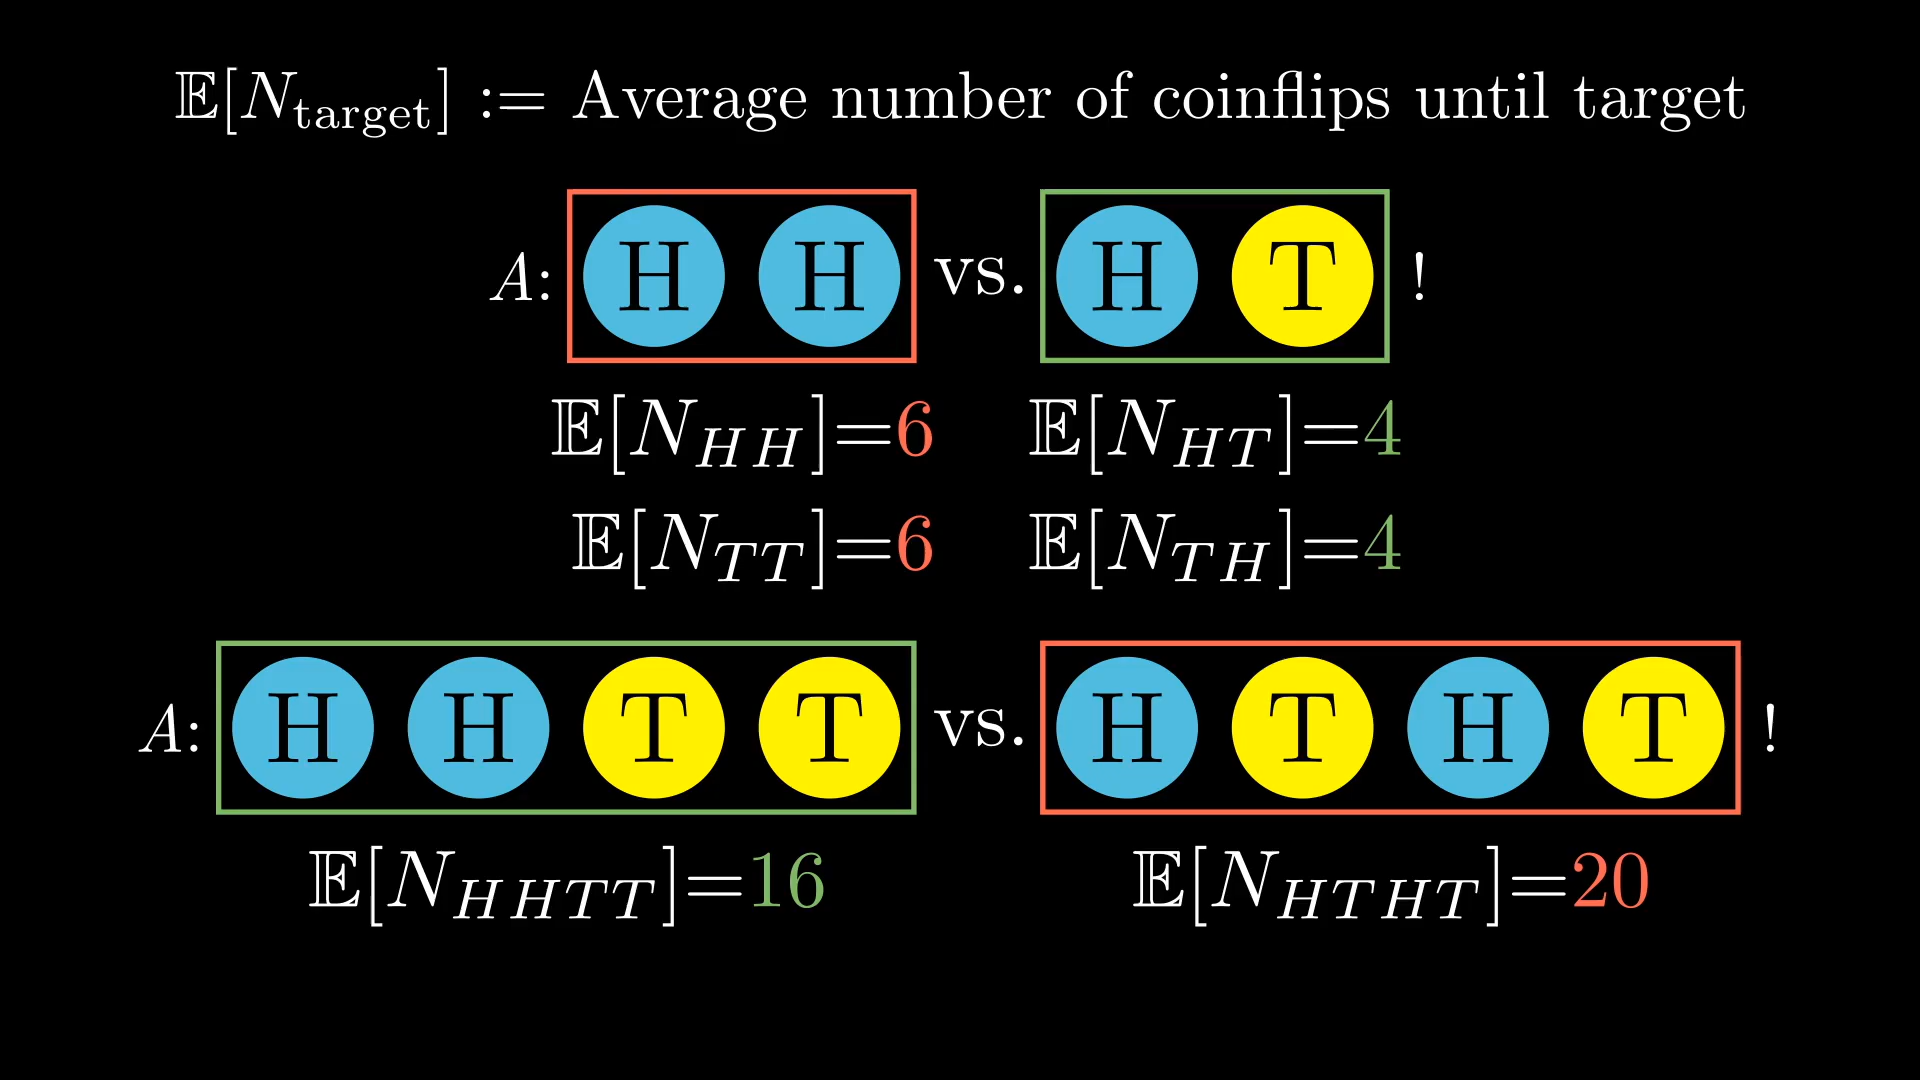 𝔼[N_target] := Average number of coinflips until target
A: H H vs. H T !
𝔼[N_HH]=6 𝔼[N_HT]=4
𝔼[N_TT]=6 𝔼[N_TH]=4
A: H H T T vs. H T H T !
𝔼[N_HHTT]=16 𝔼[N_HTHT]=20